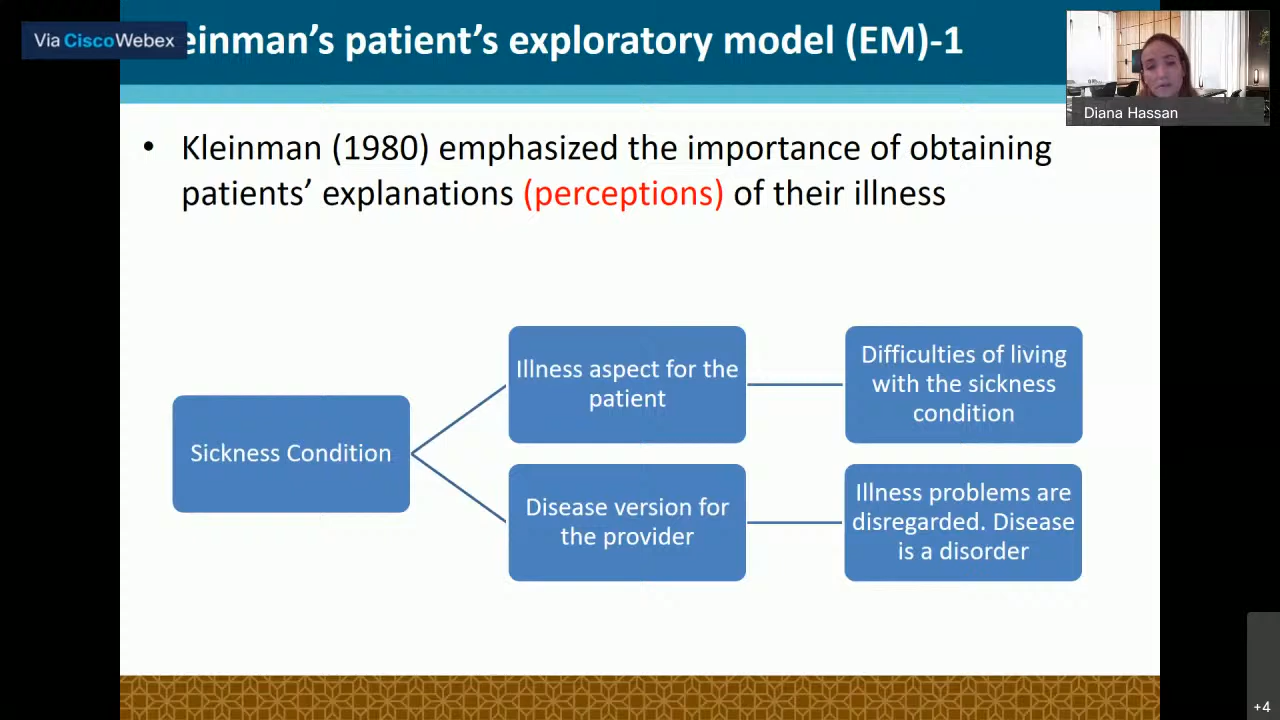 Via CiscoWebex
einman's patient's exploratory model (EM)-1
Diana Hassan
• Kleinman (1980) emphasized the importance of obtaining
patients' explanations (perceptions) of their illness
Sickness Condition
Illness aspect for the
patient
Difficulties of living
with the sickness
condition
Disease version for
the provider
Illness problems are
disregarded. Disease
is a disorder
+4